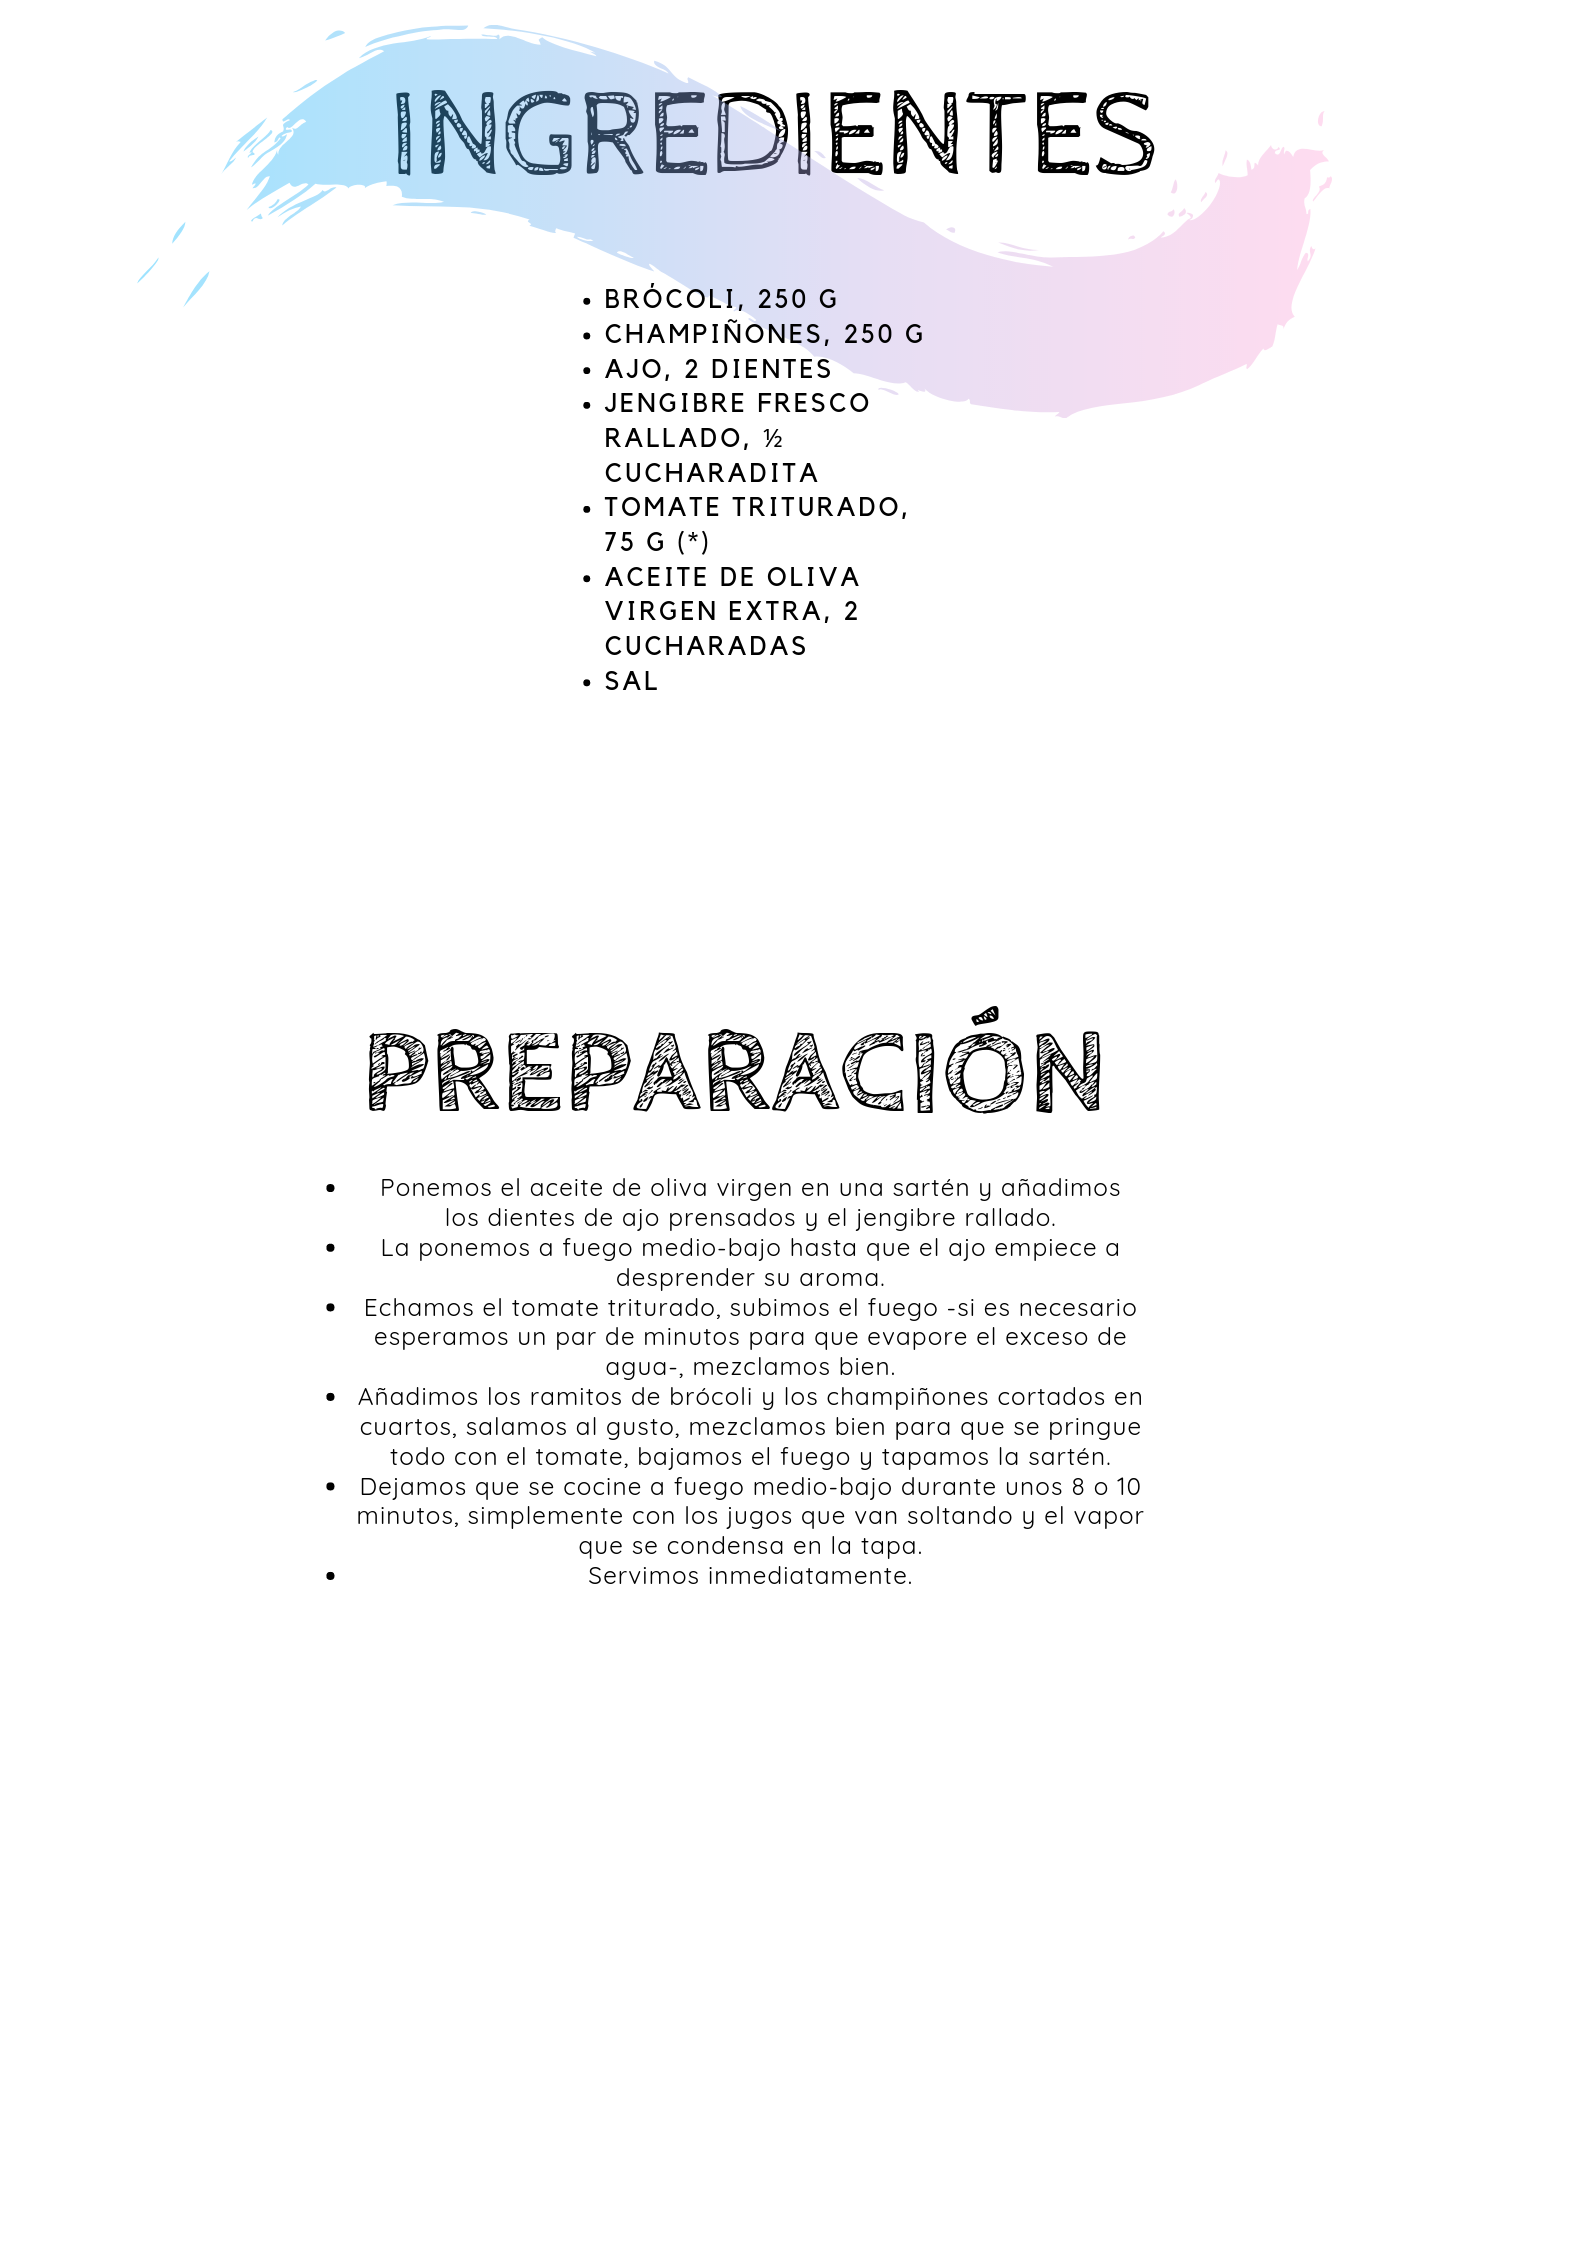 INGREDIENTES
• BRÓCOLI, 250 G
• CHAMPIÑONES, 250 G
• AJO, 2 DIENTES
• JENGIBRE FRESCO
RALLADO, ½
CUCHARADITA
• TOMATE TRITURADO,
75 G (*)
• ACEITE DE OLIVA
VIRGEN EXTRA, 2
CUCHARADAS
• SAL
PREPARACIÓN
• Ponemos el aceite de oliva virgen en una sartén y añadimos
los dientes de ajo prensados y el jengibre rallado.
• La ponemos a fuego medio-bajo hasta que el ajo empiece a
desprender su aroma.
• Echamos el tomate triturado, subimos el fuego -si es necesario
esperamos un par de minutos para que evapore el exceso de
agua-, mezclamos bien.
• Añadimos los ramitos de brócoli y los champiñones cortados en
cuartos, salamos al gusto, mezclamos bien para que se pringue
todo con el tomate, bajamos el fuego y tapamos la sartén.
• Dejamos que se cocine a fuego medio-bajo durante unos 8 o 10
minutos, simplemente con los jugos que van soltando y el vapor
que se condensa en la tapa.
• Servimos inmediatamente.